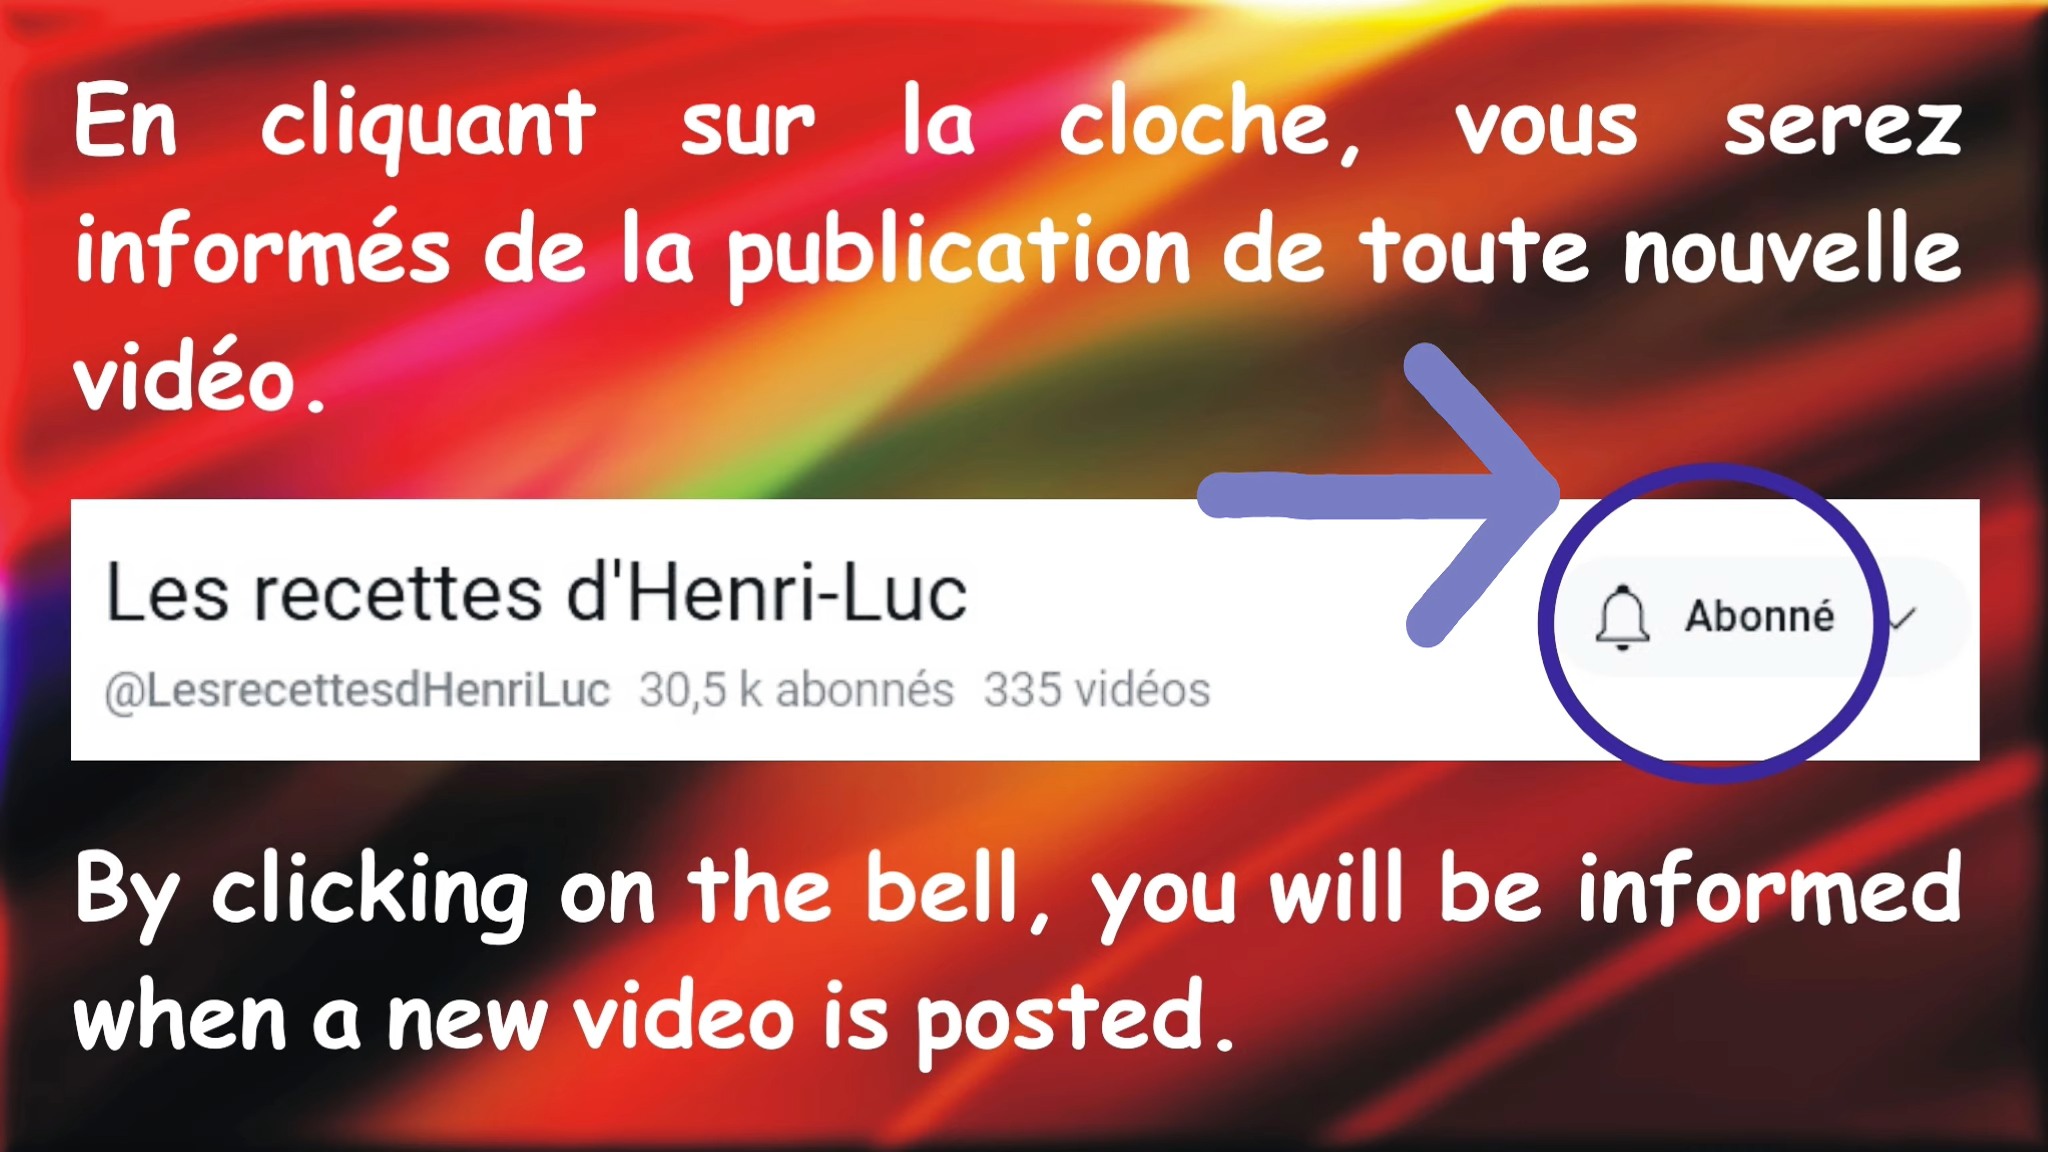 En cliquant sur la cloche, vous serez
informés de la publication de toute nouvelle
vidéo.
Les recettes d'Henri-Luc
Abonné
@LesrecettesdHenriLuc 30,5 k abonnés 335 vidéos
By clicking on the bell, you will be informed
when a new video is posted.